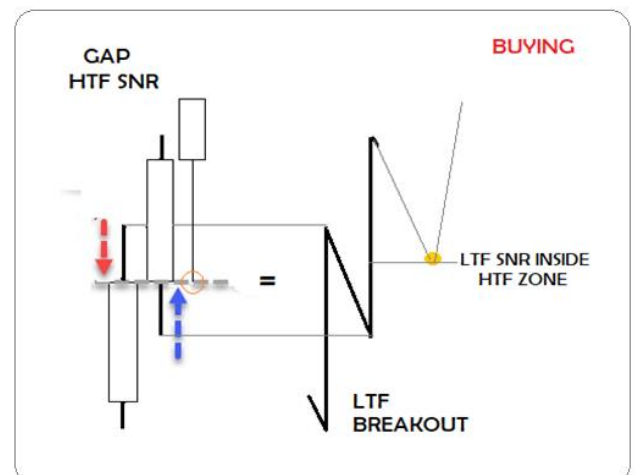 GAP
HTF SNR
BUYING
=
LTF SNR INSIDE
HTF ZONE
LTF
BREAKOUT